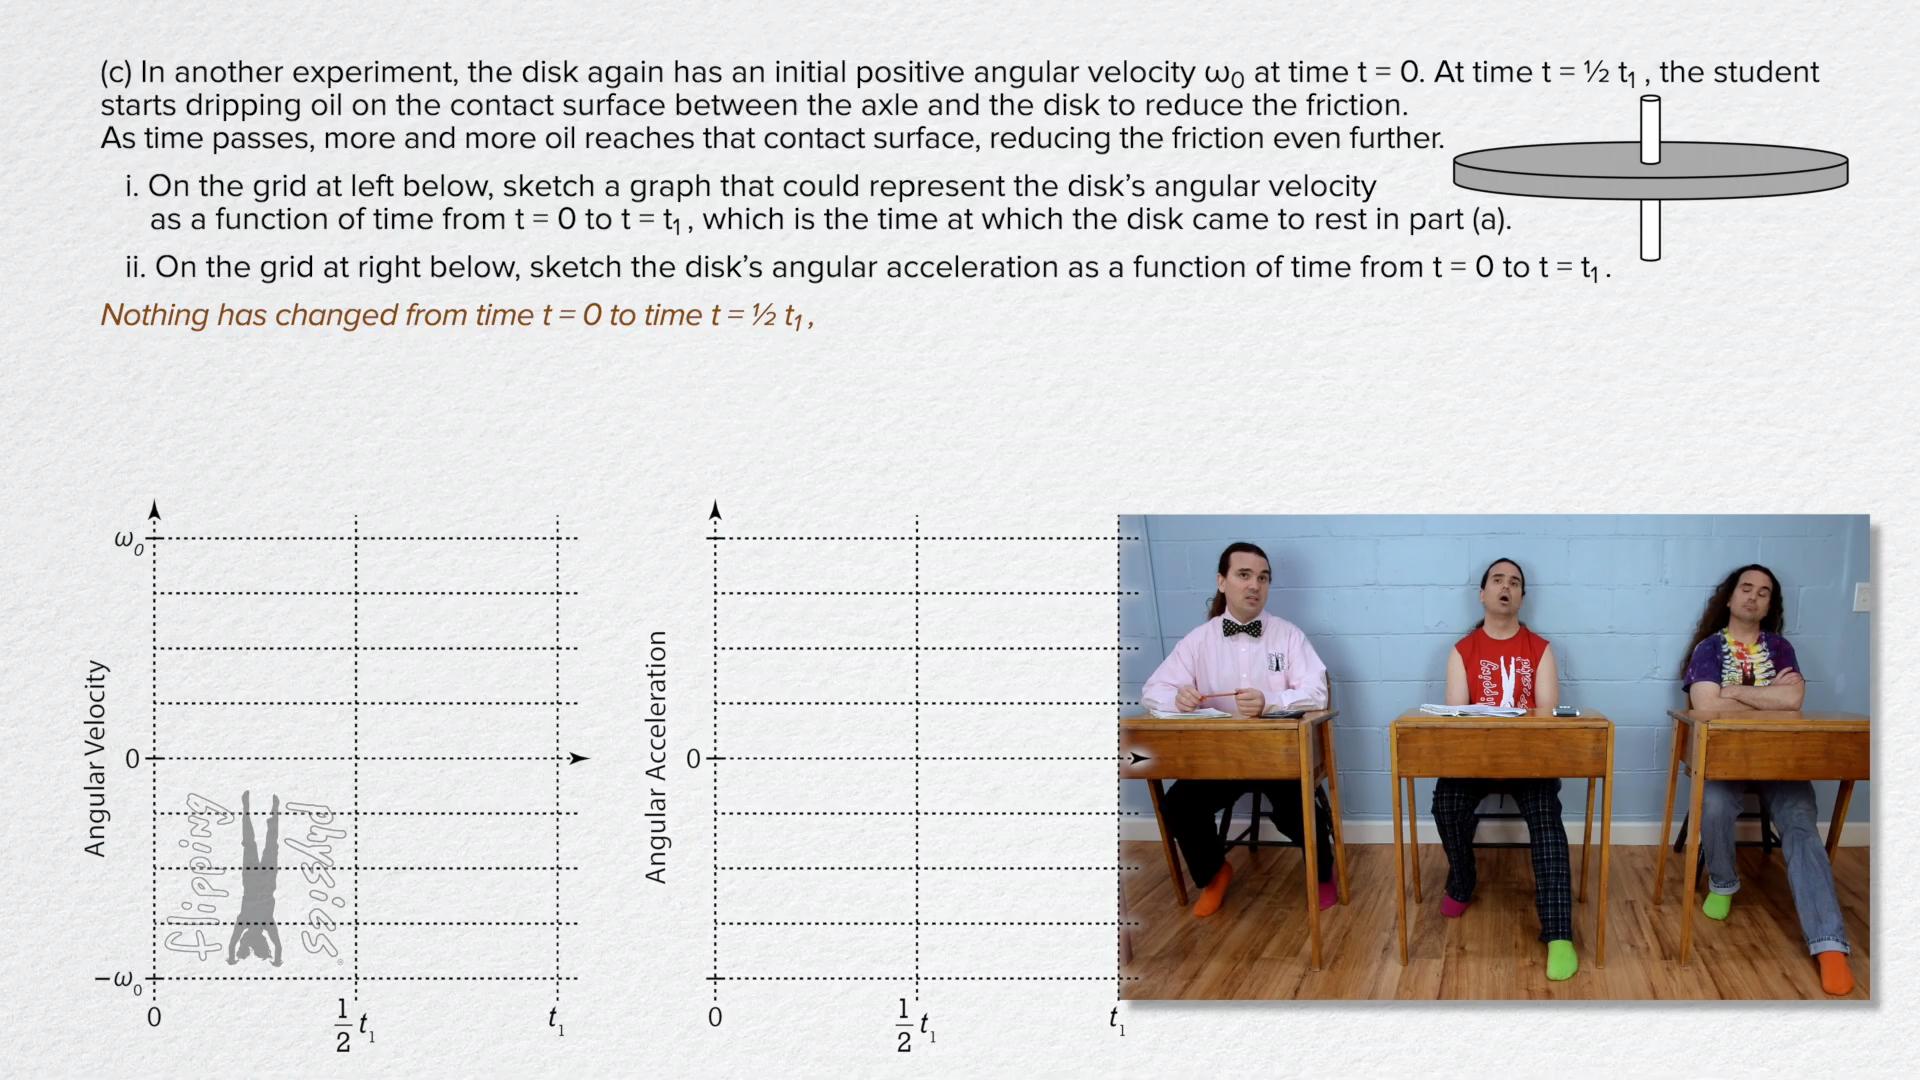 (c) In another experiment, the disk again has an initial positive angular velocity ω₀ at time t = 0. At time t = ½ t₁ , the student
starts dripping oil on the contact surface between the axle and the disk to reduce the friction.
As time passes, more and more oil reaches that contact surface, reducing the friction even further.
i. On the grid at left below, sketch a graph that could represent the disk’s angular velocity
as a function of time from t = 0 to t = t₁ , which is the time at which the disk came to rest in part (a).
ii. On the grid at right below, sketch the disk’s angular acceleration as a function of time from t = 0 to t = t₁ .
Nothing has changed from time t = 0 to time t = ½ t₁ ,
Angular Velocity
ω₀
0
−ω₀
0
½ t₁
t₁
flipping
physics®
Angular Acceleration
0
0
½ t₁
t₁
flipping
physics